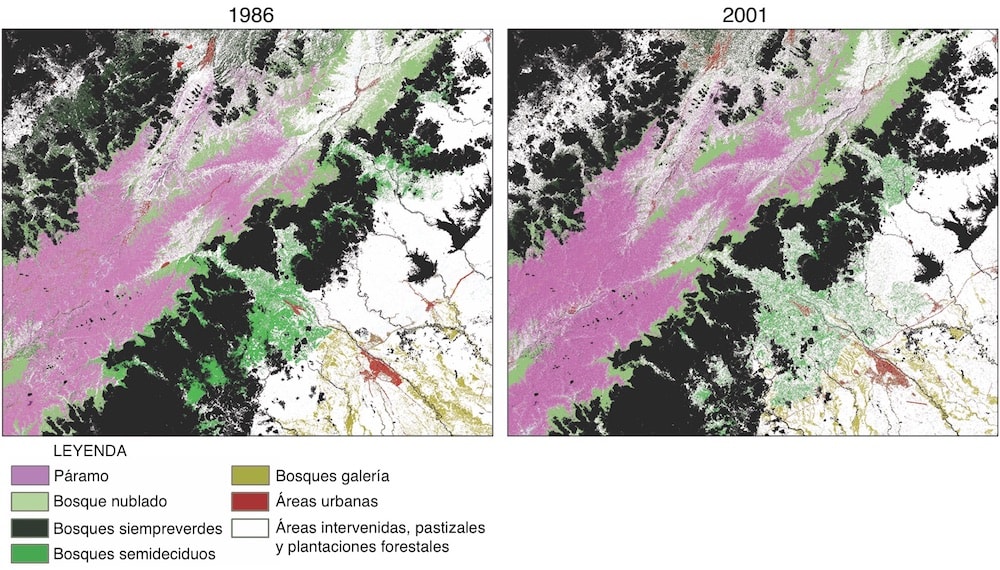 1986
2001
LEYENDA
Páramo
Bosque nublado
Bosques siempreverdes
Bosques semideciduos
Bosques galería
Áreas urbanas
Áreas intervenidas, pastizales
y plantaciones forestales